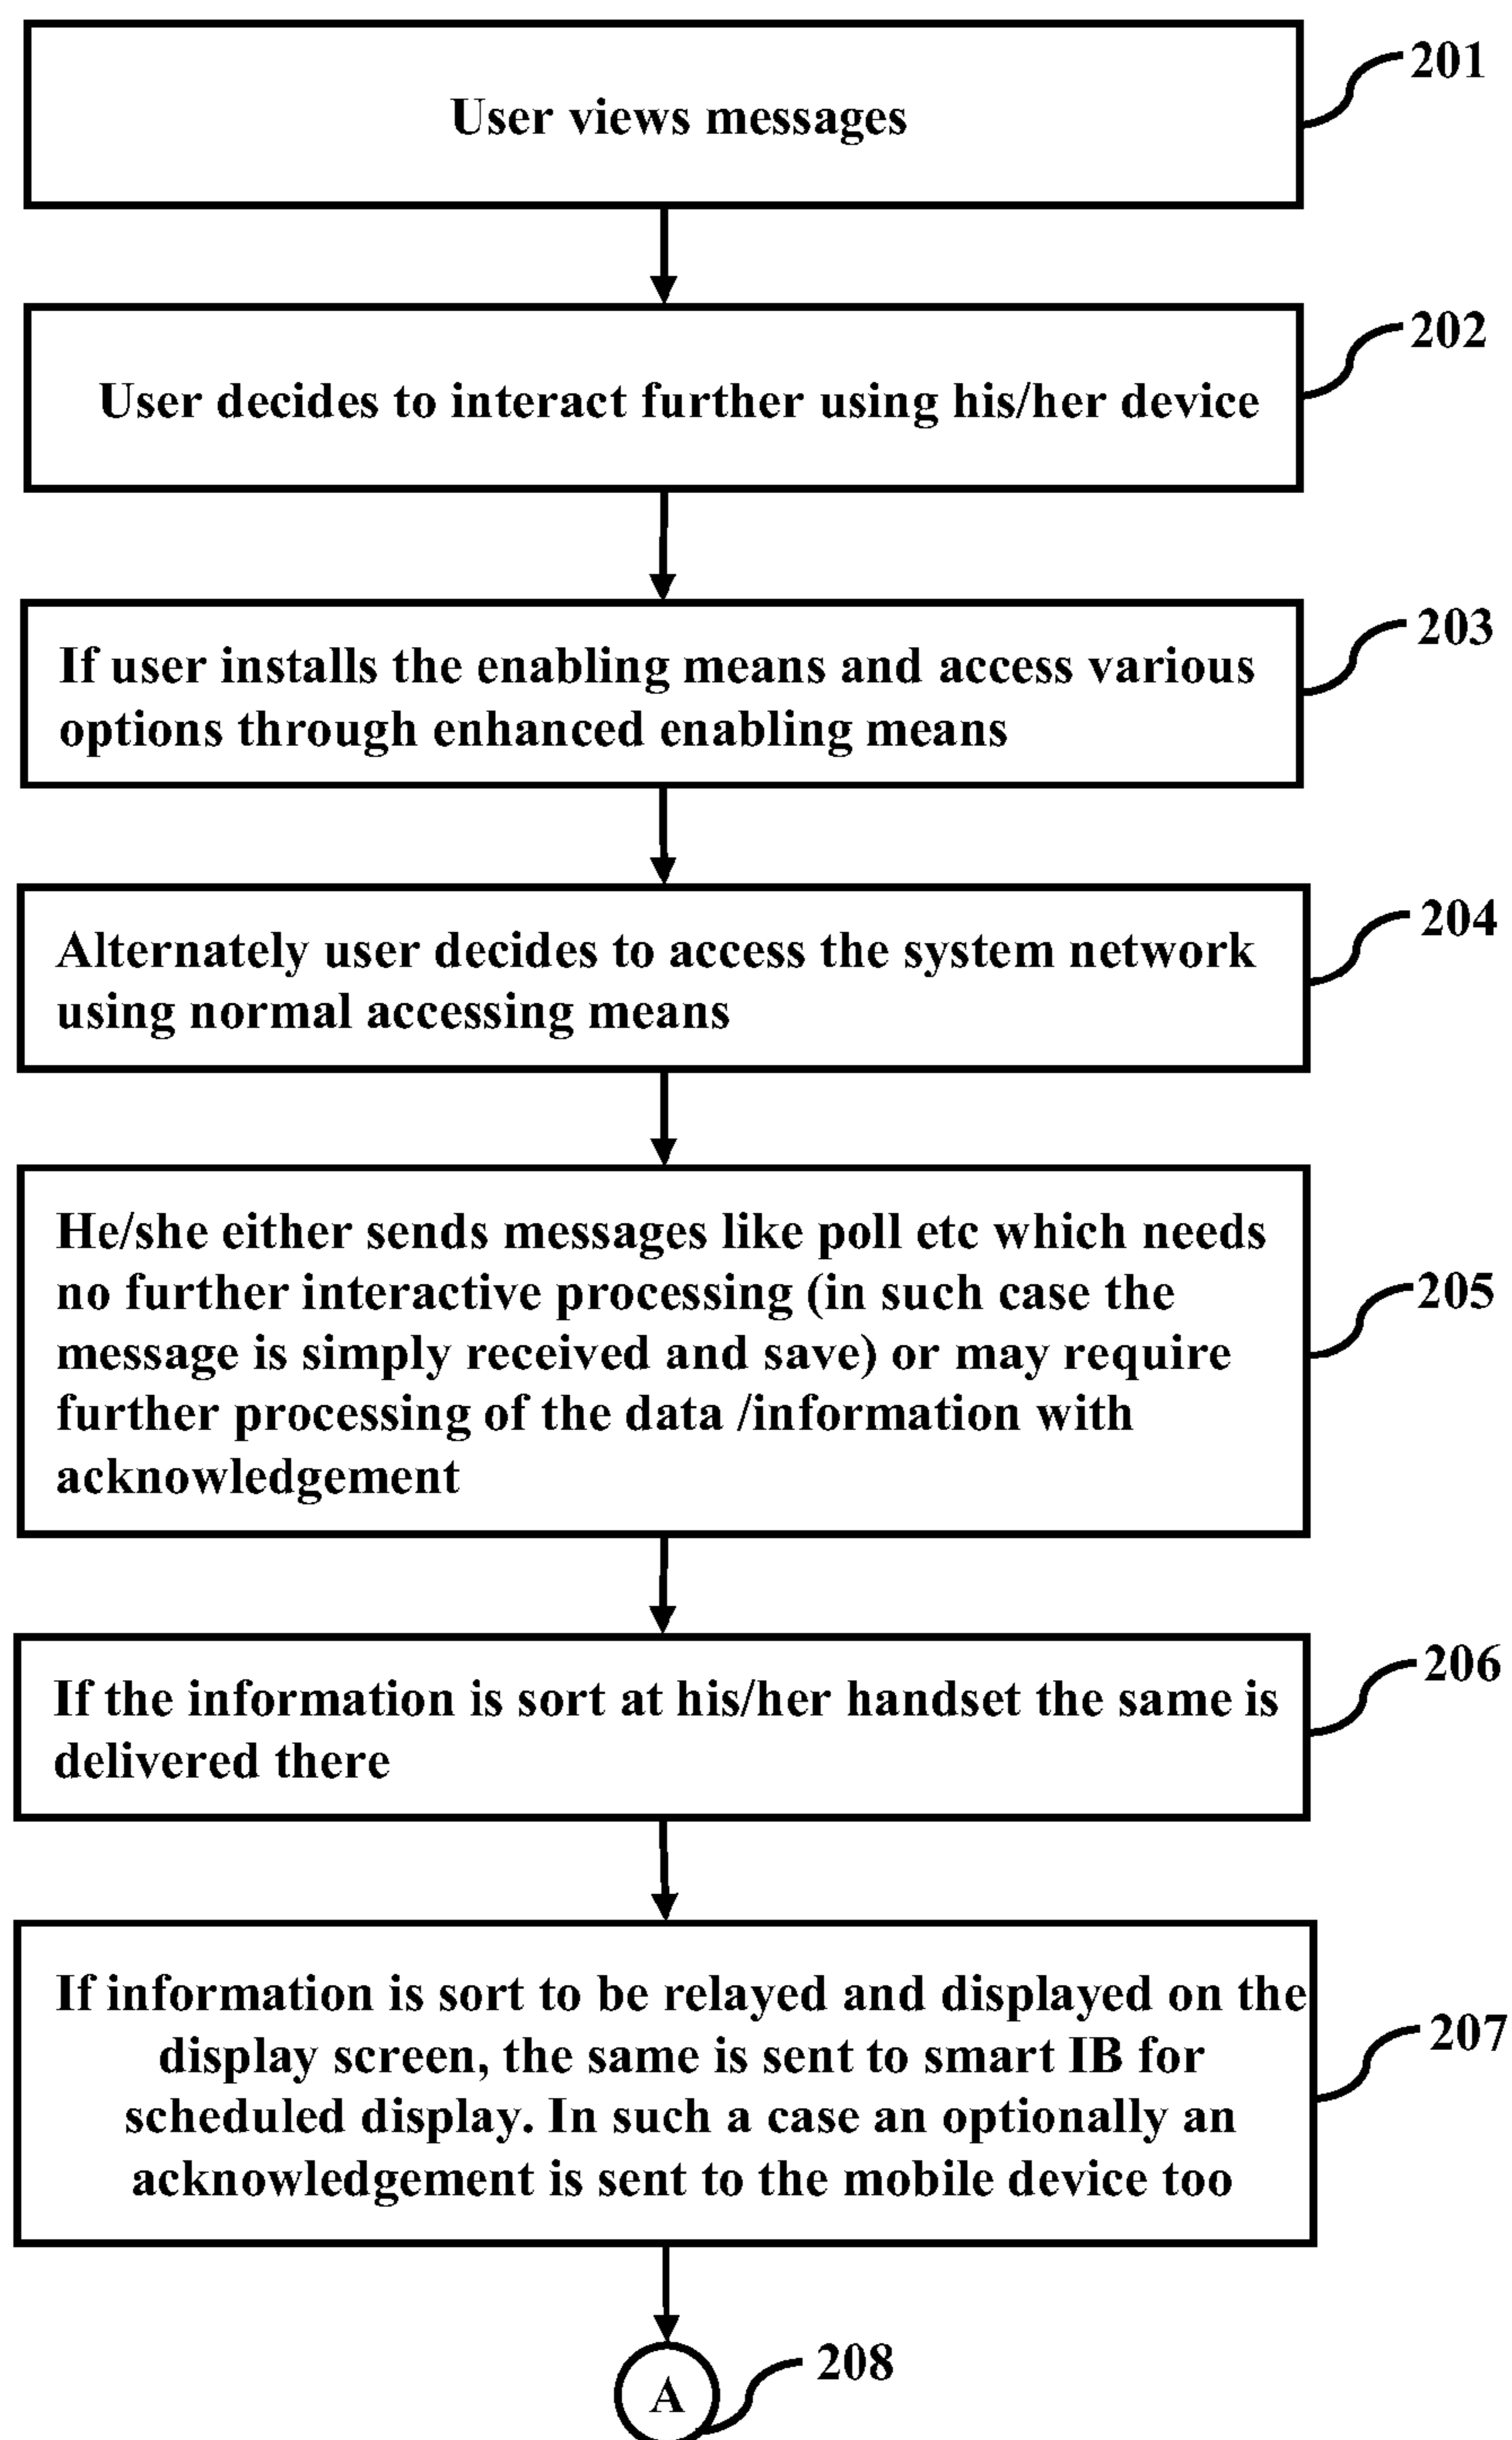 User views messages
201
User decides to interact further using his/her device
202
If user installs the enabling means and access various
options through enhanced enabling means
203
Alternately user decides to access the system network
using normal accessing means
204
He/she either sends messages like poll etc which needs
no further interactive processing (in such case the
message is simply received and save) or may require
further processing of the data /information with
acknowledgement
205
If the information is sort at his/her handset the same is
delivered there
206
If information is sort to be relayed and displayed on the
display screen, the same is sent to smart IB for
scheduled display. In such a case an optionally an
acknowledgement is sent to the mobile device too
207
A
208